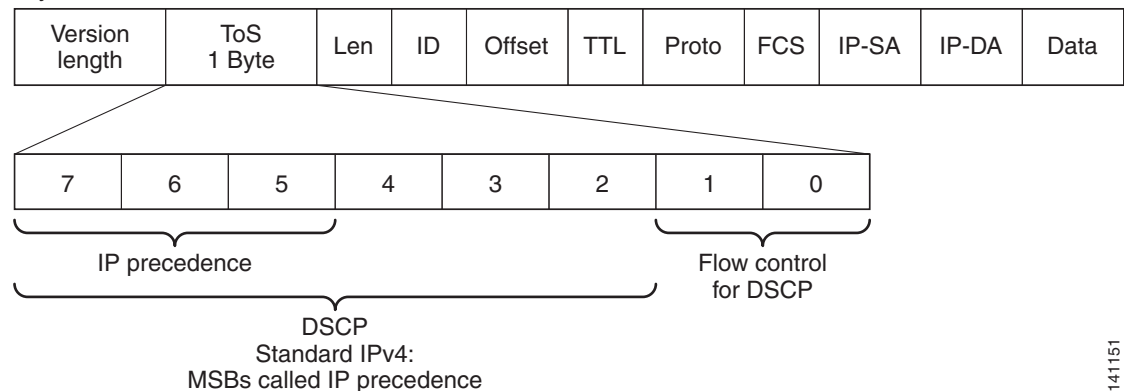 Version length ToS 1 Byte Len ID Offset TTL Proto FCS IP-SA IP-DA Data
7 6 5 4 3 2 1 0
IP precedence
Flow control
for DSCP
DSCP
Standard IPv4:
MSBs called IP precedence
141151